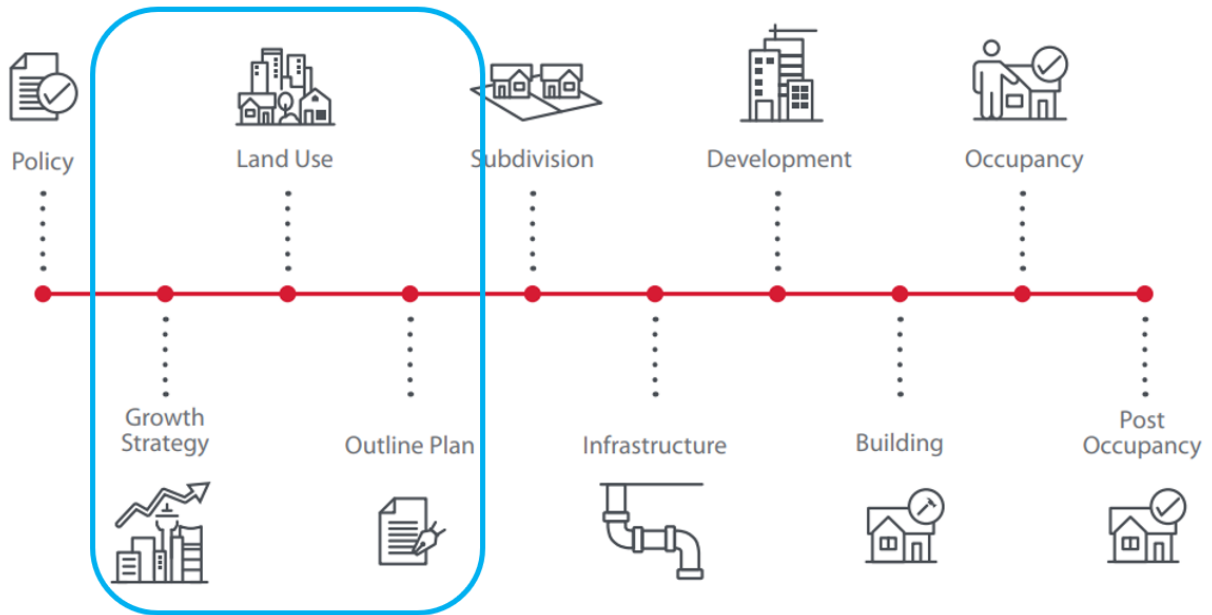 Policy
Land Use
Subdivision
Development
Occupancy
Growth
Strategy
Outline Plan
Infrastructure
Building
Post
Occupancy